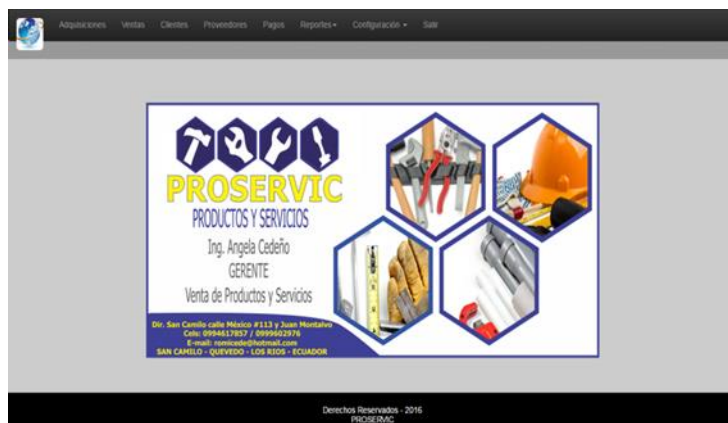 Adquisiciones Ventas Clientes Proveedores Pagos Reportes Configuración Salir
PROSERVIC
PRODUCTOS Y SERVICIOS
Ing. Angela Cedeño
GERENTE
Venta de Productos y Servicios
Dir. San Camilo calle México #113 y Juan Montalvo
Cels: 0994617857 / 0999602976
E-mail: romicede@hotmail.com
SAN CAMILO - QUEVEDO - LOS RIOS - ECUADOR
Derechos Reservados - 2016
PROSERVIC